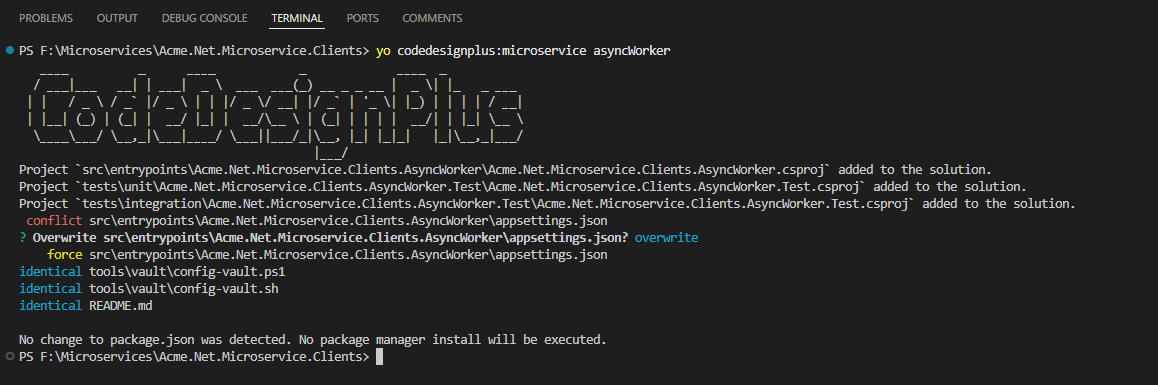 PROBLEMS OUTPUT DEBUG CONSOLE TERMINAL PORTS COMMENTS
PS F:\Microservices\Acme.Net.Microservice.Clients> yo codedesignplus:microservice asyncWorker
CodeDesignPlus
Project `src\entrypoints\Acme.Net.Microservice.Clients.AsyncWorker\Acme.Net.Microservice.Clients.AsyncWorker.csproj` added to the solution.
Project `tests\unit\Acme.Net.Microservice.Clients.AsyncWorker.Test\Acme.Net.Microservice.Clients.AsyncWorker.Test.csproj` added to the solution.
Project `tests\integration\Acme.Net.Microservice.Clients.AsyncWorker.Test\Acme.Net.Microservice.Clients.AsyncWorker.Test.csproj` added to the solution.
conflict src\entrypoints\Acme.Net.Microservice.Clients.AsyncWorker\appsettings.json
? Overwrite src\entrypoints\Acme.Net.Microservice.Clients.AsyncWorker\appsettings.json? overwrite
force src\entrypoints\Acme.Net.Microservice.Clients.AsyncWorker\appsettings.json
identical tools\vault\config-vault.ps1
identical tools\vault\config-vault.sh
identical README.md
No change to package.json was detected. No package manager install will be executed.
PS F:\Microservices\Acme.Net.Microservice.Clients>